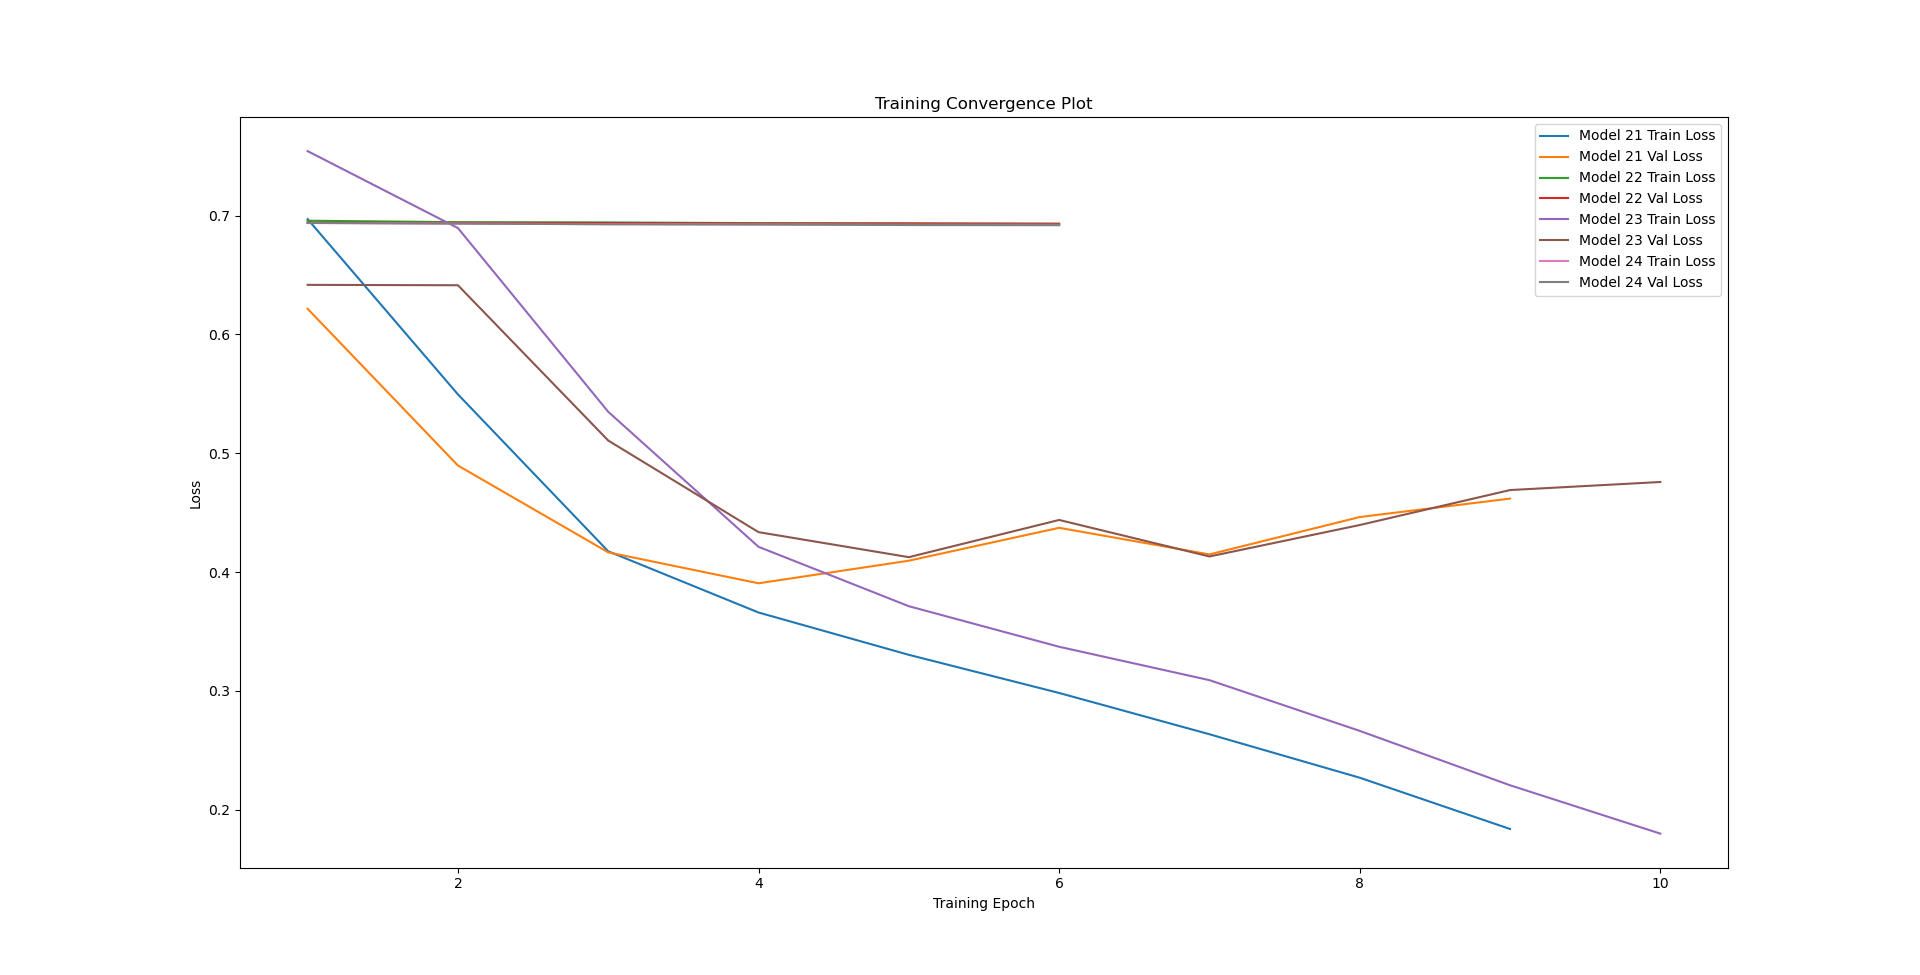 Training Convergence Plot
Model 21 Train Loss
Model 21 Val Loss
Model 22 Train Loss
Model 22 Val Loss
Model 23 Train Loss
Model 23 Val Loss
Model 24 Train Loss
Model 24 Val Loss
0.7
0.6
0.5
0.4
0.3
0.2
Loss
2 4 6 8 10
Training Epoch